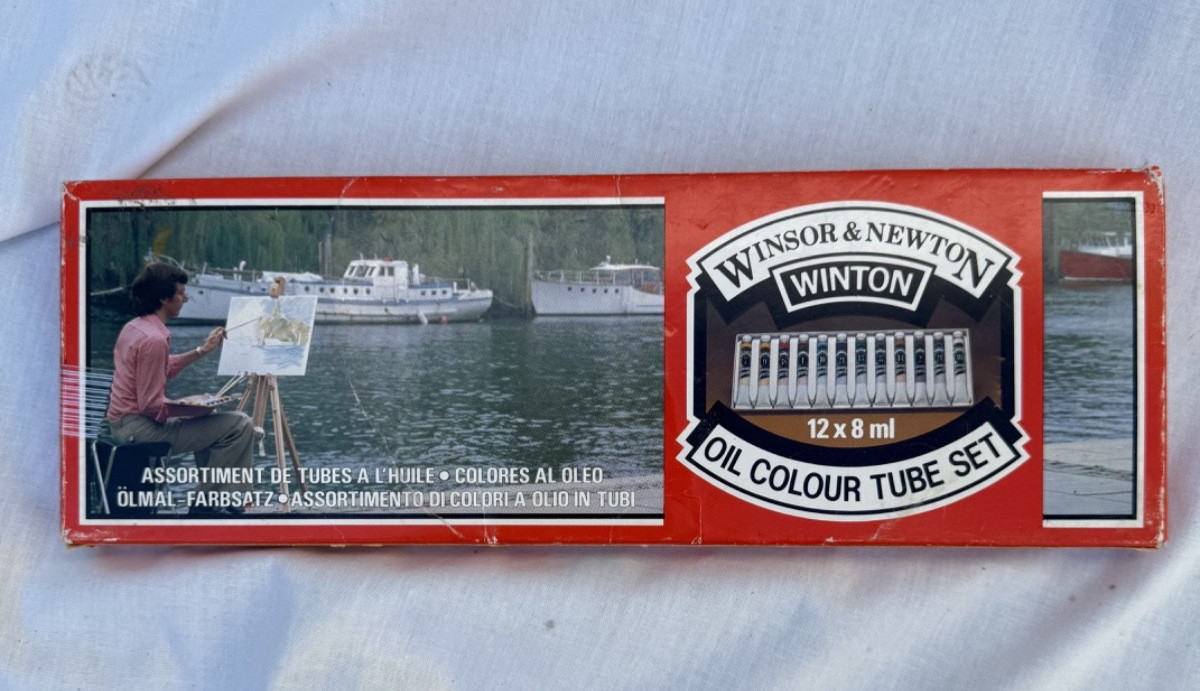 WINSOR & NEWTON
WINTON
12 x 8 ml
OIL COLOUR TUBE SET
ASSORTIMENT DE TUBES A L'HUILE • COLORES AL OLEO
ÖLMAL-FARBSATZ • ASSORTIMENTO DI COLORI A OLIO IN TUBI